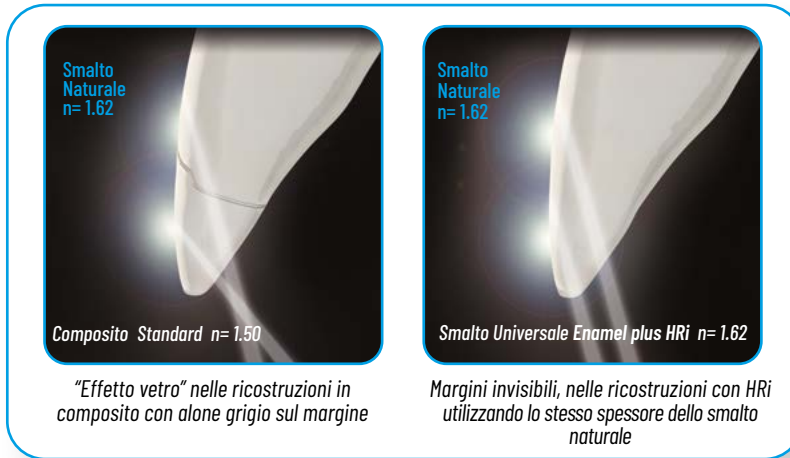 Smalto
Naturale
n= 1.62
Composito Standard n= 1.50
“Effetto vetro” nelle ricostruzioni in
composito con alone grigio sul margine
Smalto
Naturale
n= 1.62
Smalto Universale Enamel plus HRi n= 1.62
Margini invisibili, nelle ricostruzioni con HRi
utilizzando lo stesso spessore dello smalto
naturale